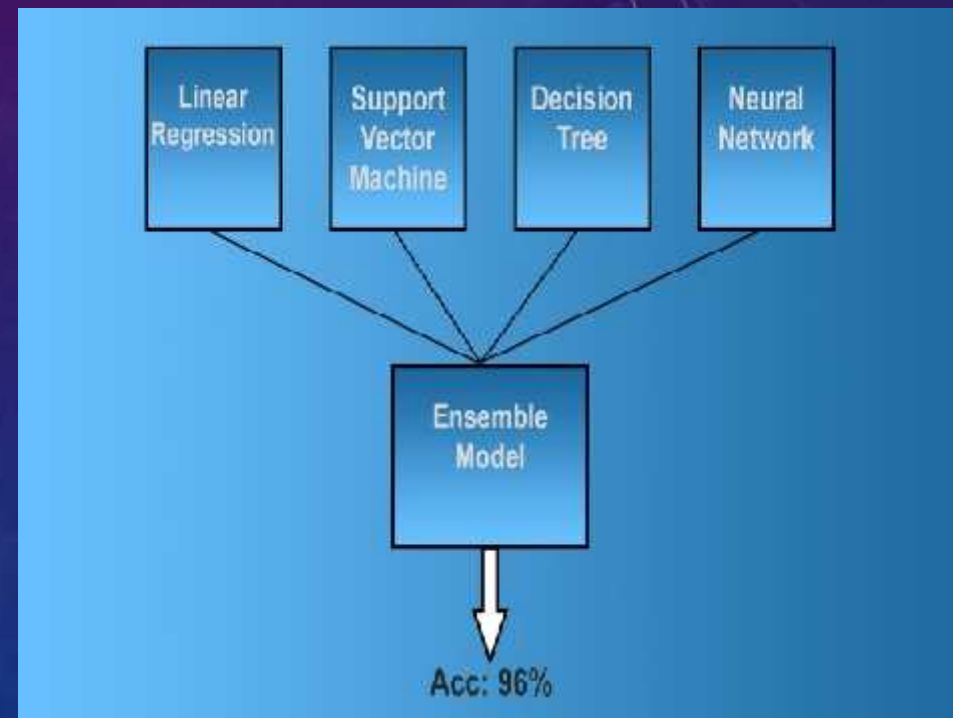 Linear
Regression
Support
Vector
Machine
Decision
Tree
Neural
Network
Ensemble
Model
Acc: 96%